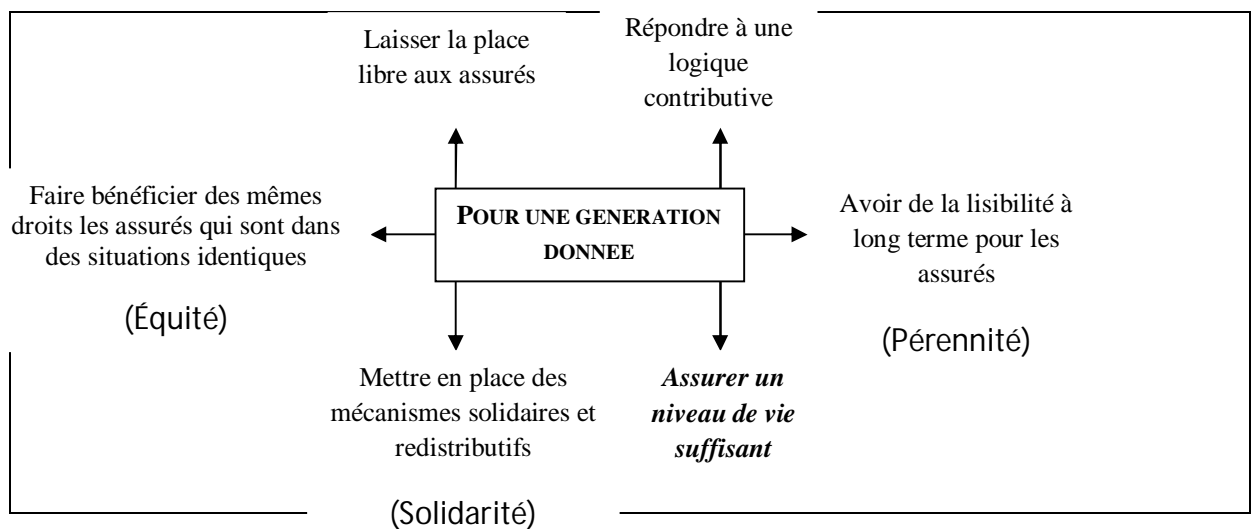 Laisser la place
libre aux assurés
Répondre à une
logique
contributive
Faire bénéficier des mêmes
droits les assurés qui sont dans
des situations identiques
(Équité)
POUR UNE GENERATION
DONNEE
Avoir de la lisibilité à
long terme pour les
assurés
(Pérennité)
Mettre en place des
mécanismes solidaires et
redistributifs
(Solidarité)
Assurer un
niveau de vie
suffisant